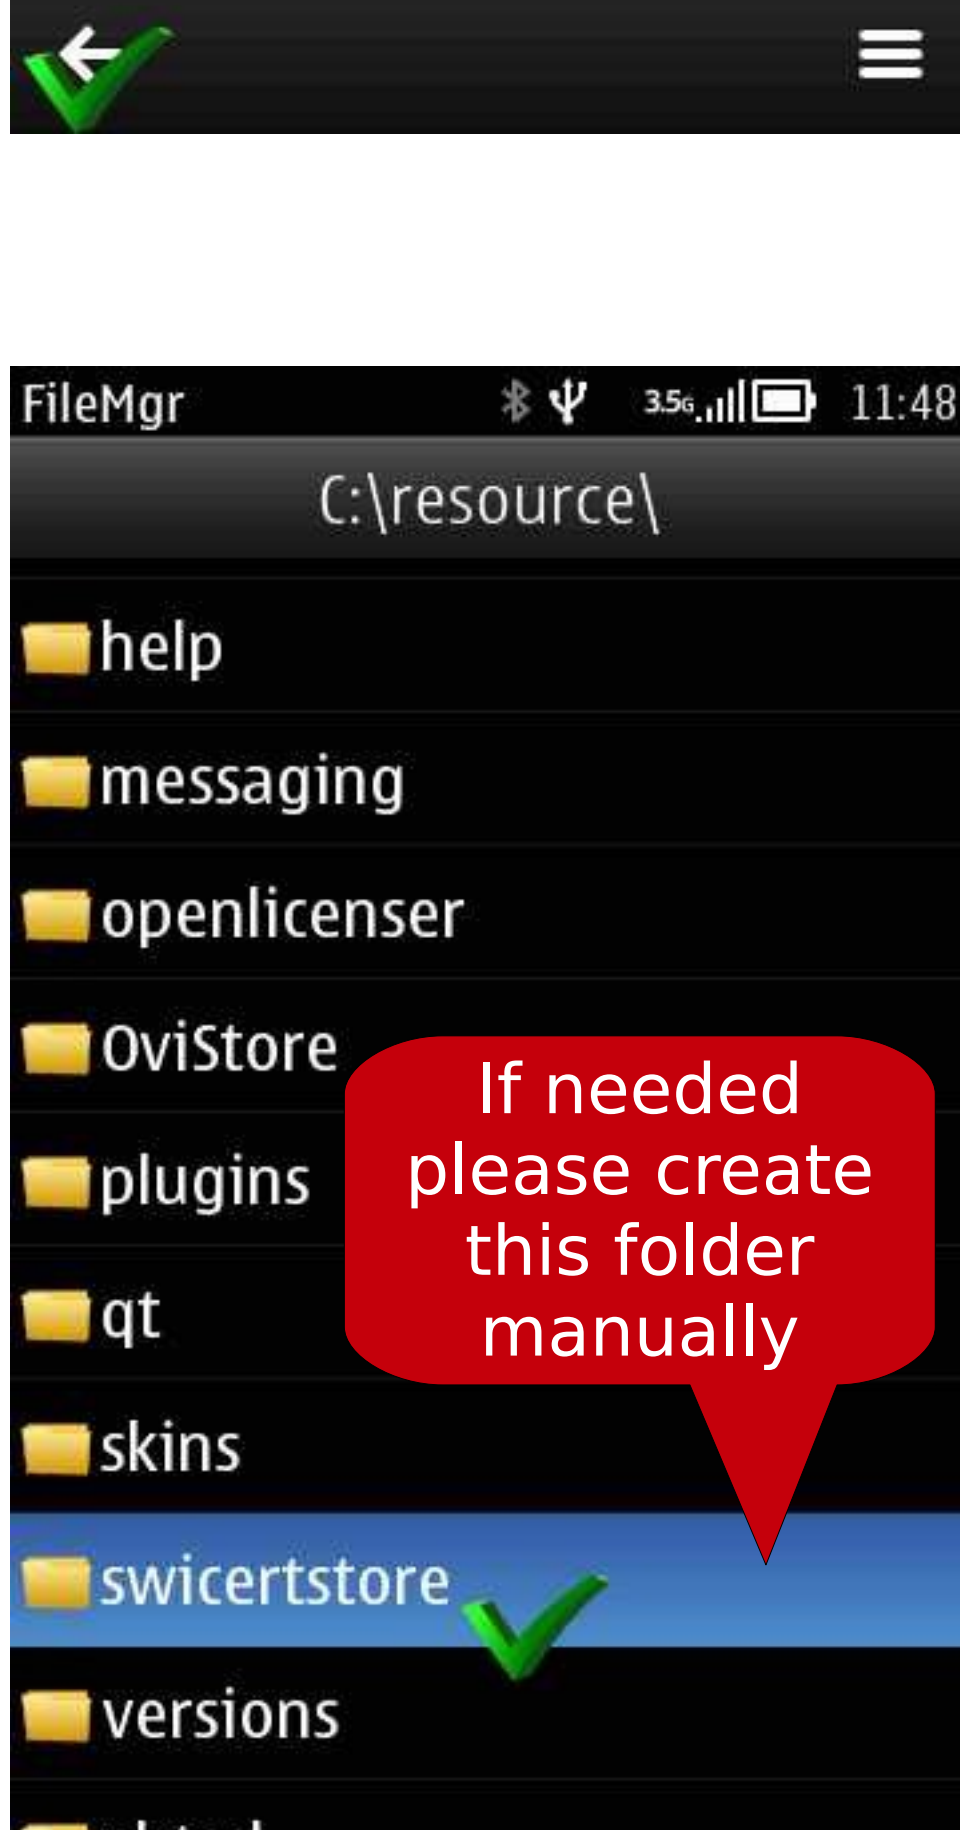 FileMgr 3.5G 11:48
C:\resource\
help
messaging
openlicenser
OviStore
plugins
qt
skins
swicertstore
versions
If needed
please create
this folder
manually